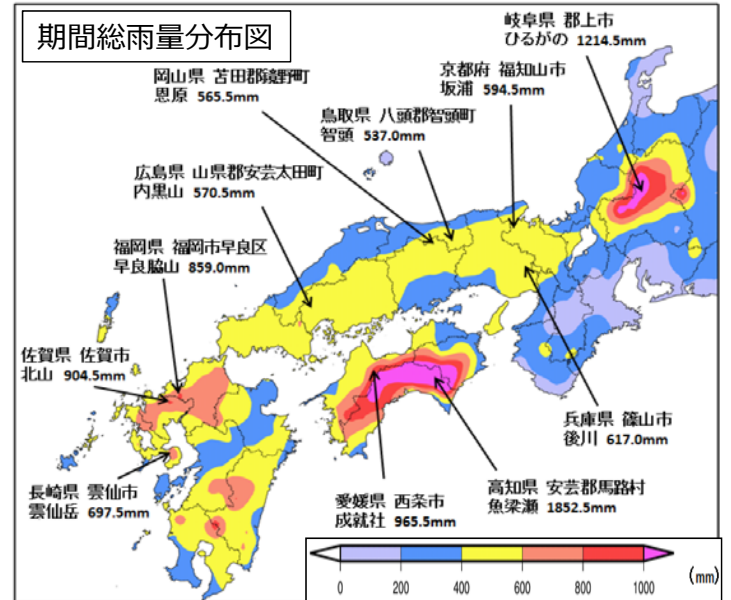 期間総雨量分布図
岐阜県 郡上市
ひるがの 1214.5mm
岡山県 苫田郡鏡野町
恩原 565.5mm
京都府 福知山市
坂浦 594.5mm
鳥取県 八頭郡智頭町
智頭 537.0mm
広島県 山県郡安芸太田町
内黒山 570.5mm
福岡県 福岡市早良区
早良脇山 859.0mm
佐賀県 佐賀市
北山 904.5mm
兵庫県 篠山市
後川 617.0mm
長崎県 雲仙市
雲仙岳 697.5mm
愛媛県 西条市
成就社 965.5mm
高知県 安芸郡馬路村
魚梁瀬 1852.5mm
0 200 400 600 800 1000 (mm)